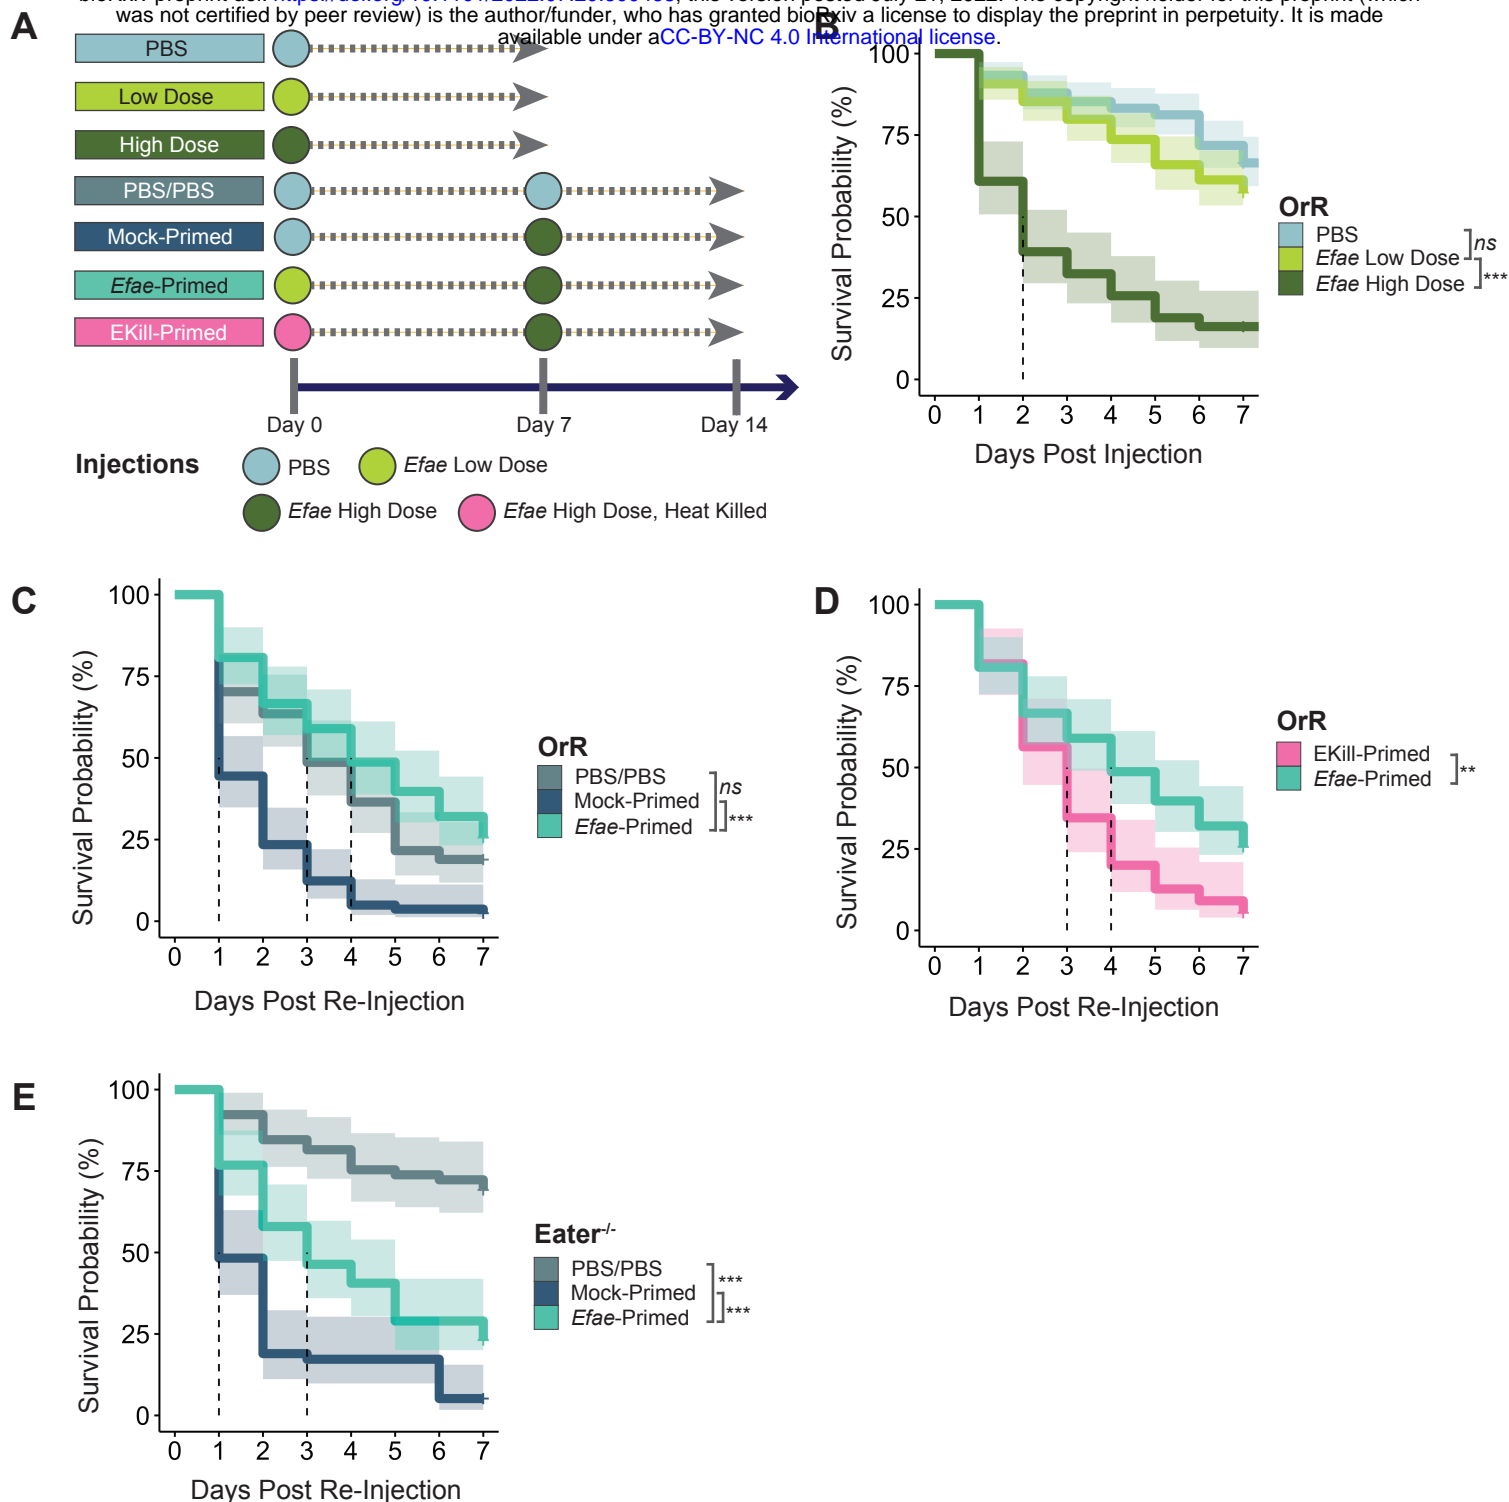 was not certified by peer review) is the author/funder, who has granted bioRxiv a license to display the preprint in perpetuity. It is made
available under aCC-BY-NC 4.0 International license.
A
PBS
Low Dose
High Dose
PBS/PBS
Mock-Primed
Efae-Primed
EKill-Primed
Day 0
Day 7
Day 14
Injections
PBS
Efae Low Dose
Efae High Dose
Efae High Dose, Heat Killed
B
100
75
50
25
0
Survival Probability (%)
0 1 2 3 4 5 6 7
Days Post Injection
OrR
PBS
Efae Low Dose
Efae High Dose
ns
***
C
100
75
50
25
0
Survival Probability (%)
0 1 2 3 4 5 6 7
Days Post Re-Injection
OrR
PBS/PBS
Mock-Primed
Efae-Primed
ns
***
D
100
75
50
25
0
Survival Probability (%)
0 1 2 3 4 5 6 7
Days Post Re-Injection
OrR
EKill-Primed
Efae-Primed
**
E
100
75
50
25
0
Survival Probability (%)
0 1 2 3 4 5 6 7
Days Post Re-Injection
Eater-/-
PBS/PBS
Mock-Primed
Efae-Primed
***
***